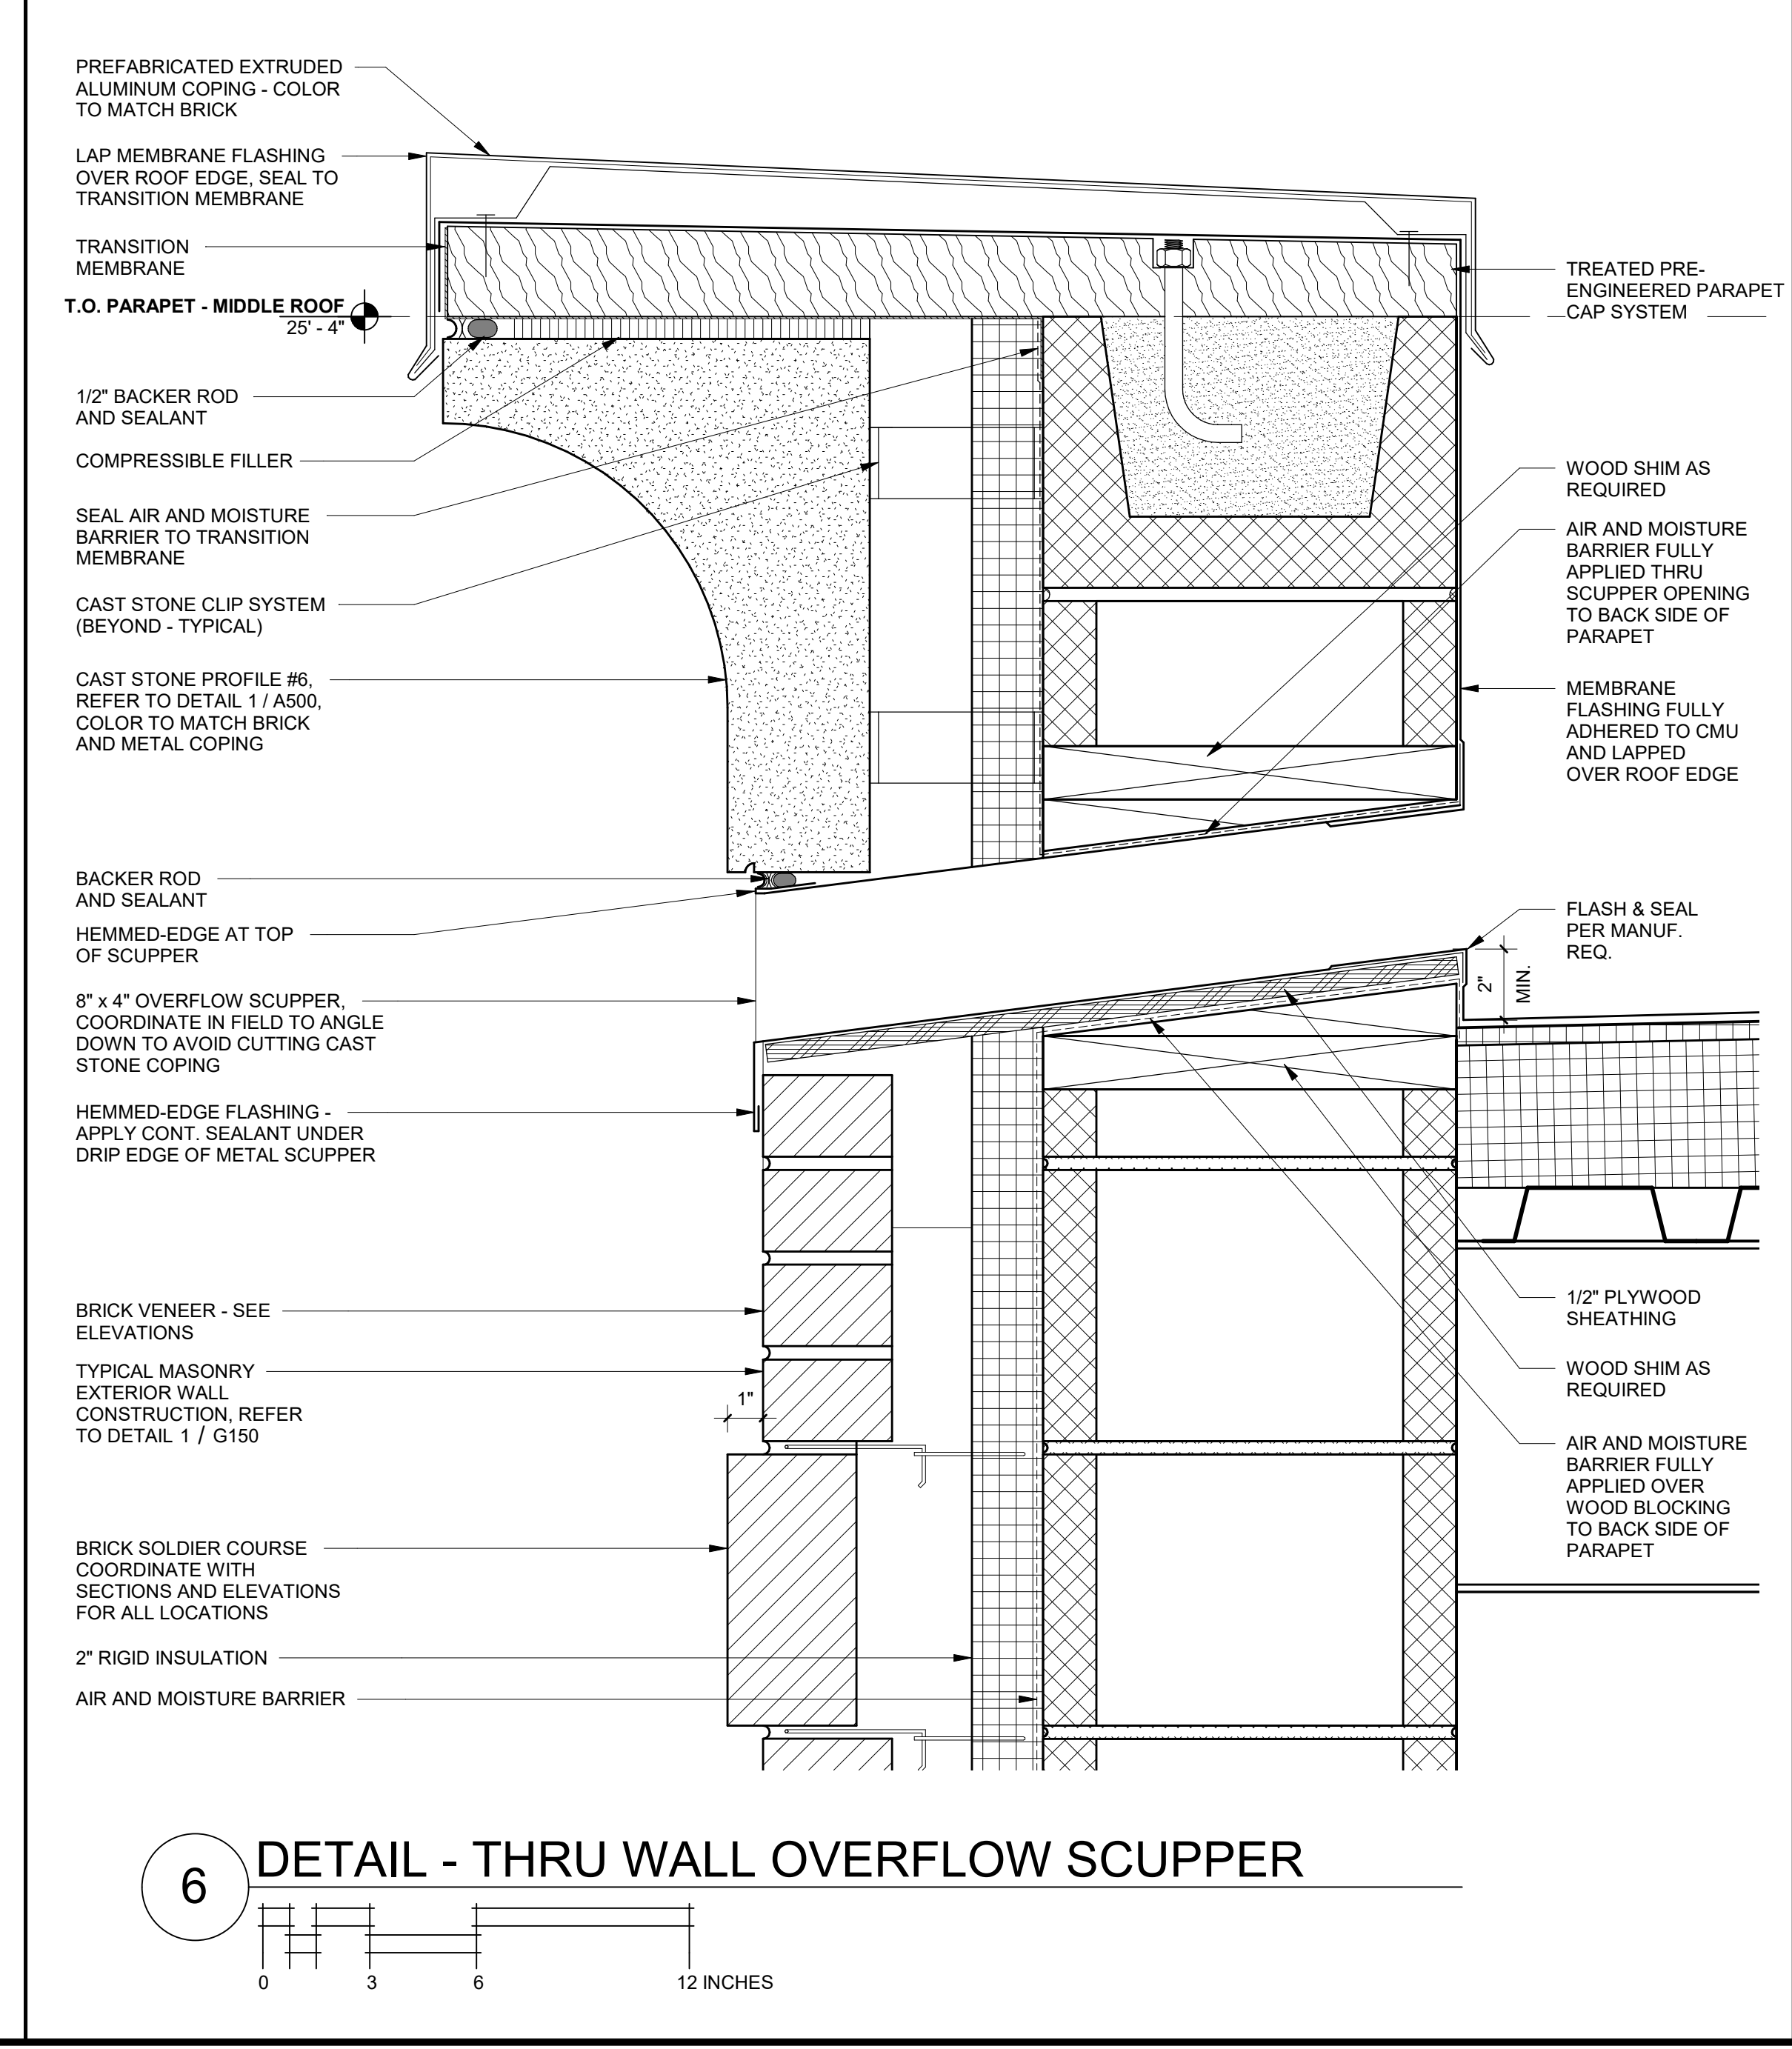 PREFABRICATED EXTRUDED
ALUMINUM COPING - COLOR
TO MATCH BRICK
LAP MEMBRANE FLASHING
OVER ROOF EDGE, SEAL TO
TRANSITION MEMBRANE
TRANSITION
MEMBRANE
T.O. PARAPET - MIDDLE ROOF
25' - 4"
1/2" BACKER ROD
AND SEALANT
COMPRESSIBLE FILLER
SEAL AIR AND MOISTURE
BARRIER TO TRANSITION
MEMBRANE
CAST STONE CLIP SYSTEM
(BEYOND - TYPICAL)
CAST STONE PROFILE #6,
REFER TO DETAIL 1 / A500,
COLOR TO MATCH BRICK
AND METAL COPING
BACKER ROD
AND SEALANT
HEMMED-EDGE AT TOP
OF SCUPPER
8" x 4" OVERFLOW SCUPPER,
COORDINATE IN FIELD TO ANGLE
DOWN TO AVOID CUTTING CAST
STONE COPING
HEMMED-EDGE FLASHING -
APPLY CONT. SEALANT UNDER
DRIP EDGE OF METAL SCUPPER
BRICK VENEER - SEE
ELEVATIONS
TYPICAL MASONRY
EXTERIOR WALL
CONSTRUCTION, REFER
TO DETAIL 1 / G150
1"
BRICK SOLDIER COURSE
COORDINATE WITH
SECTIONS AND ELEVATIONS
FOR ALL LOCATIONS
2" RIGID INSULATION
AIR AND MOISTURE BARRIER
TREATED PRE-
ENGINEERED PARAPET
CAP SYSTEM
WOOD SHIM AS
REQUIRED
AIR AND MOISTURE
BARRIER FULLY
APPLIED THRU
SCUPPER OPENING
TO BACK SIDE OF
PARAPET
MEMBRANE
FLASHING FULLY
ADHERED TO CMU
AND LAPPED
OVER ROOF EDGE
FLASH & SEAL
PER MANUF.
REQ.
2"
MIN.
1/2" PLYWOOD
SHEATHING
WOOD SHIM AS
REQUIRED
AIR AND MOISTURE
BARRIER FULLY
APPLIED OVER
WOOD BLOCKING
TO BACK SIDE OF
PARAPET
6
DETAIL - THRU WALL OVERFLOW SCUPPER
0 3 6 12 INCHES